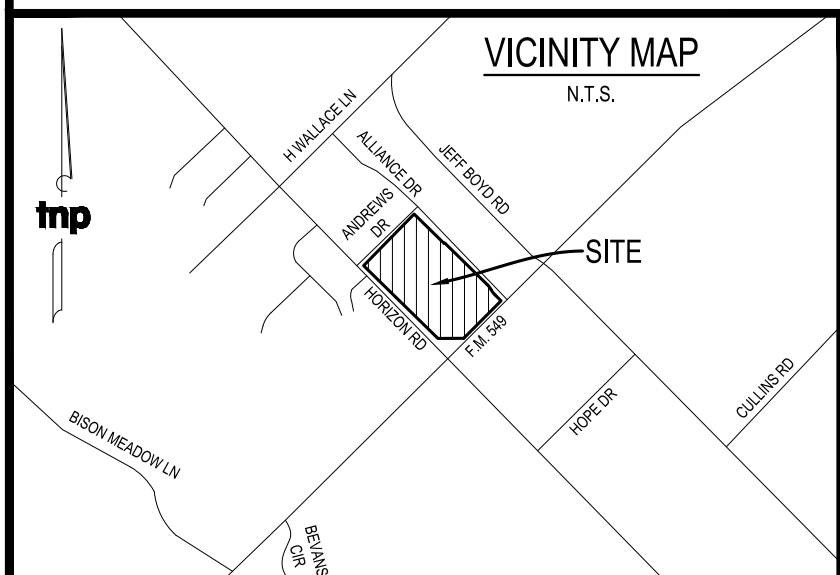 VICINITY MAP
N.T.S.
H WALLACE LN
ALLIANCE DR
JEFF BOYD RD
tnp
ANDREWS
DR
SITE
HORIZON RD
F.M. 549
CULLINS RD
HOPE DR
BISON MEADOW LN
BEVANS
CIR